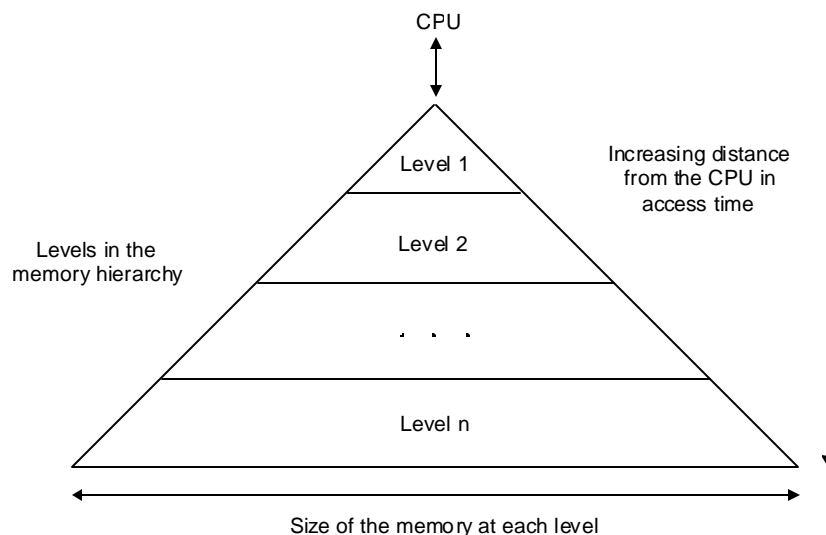 CPU
Level 1
Increasing distance
from the CPU in
access time
Level 2
Levels in the
memory hierarchy
. . .
Level n
Size of the memory at each level